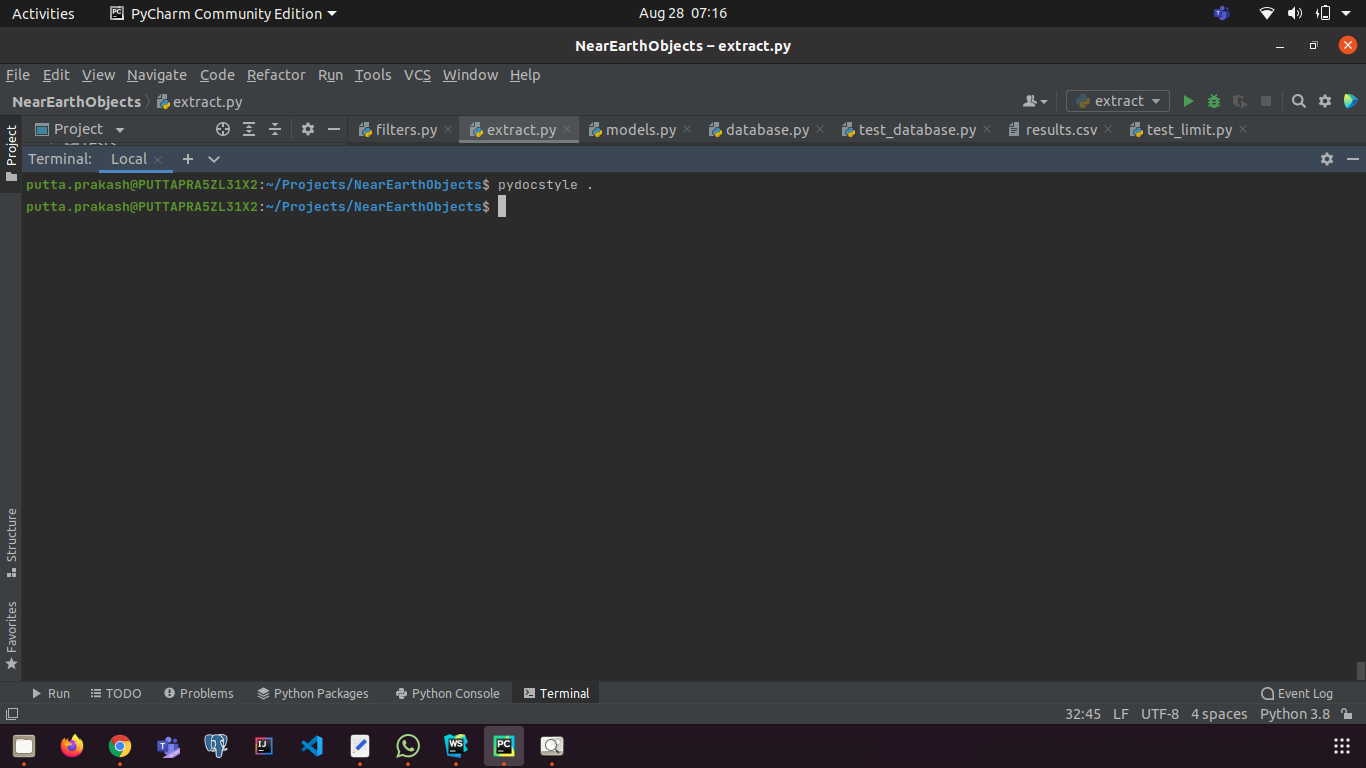 Activities PyCharm Community Edition Aug 28 07:16
NearEarthObjects – extract.py
File Edit View Navigate Code Refactor Run Tools VCS Window Help
NearEarthObjects extract.py extract
Project Project filters.py extract.py models.py database.py test_database.py results.csv test_limit.py
Terminal: Local
putta.prakash@PUTTAPRA5ZL31X2:~/Projects/NearEarthObjects$ pydocstyle .
putta.prakash@PUTTAPRA5ZL31X2:~/Projects/NearEarthObjects$
Structure
Favorites
Run TODO Problems Python Packages Python Console Terminal Event Log
32:45 LF UTF-8 4 spaces Python 3.8
IJ WS PC